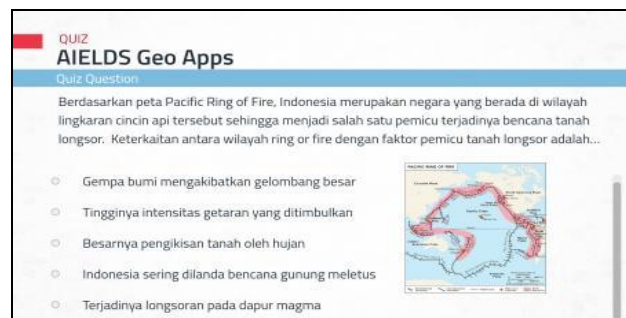 QUIZ
AIELDS Geo Apps
Quiz Question
Berdasarkan peta Pacific Ring of Fire, Indonesia merupakan negara yang berada di wilayah
lingkaran cincin api tersebut sehingga menjadi salah satu pemicu terjadinya bencana tanah
longsor. Keterkaitan antara wilayah ring or fire dengan faktor pemicu tanah longsor adalah...
Gempa bumi mengakibatkan gelombang besar
Tingginya intensitas getaran yang ditimbulkan
Besarnya pengikisan tanah oleh hujan
Indonesia sering dilanda bencana gunung meletus
Terjadinya longsoran pada dapur magma
PACIFIC RING OF FIRE